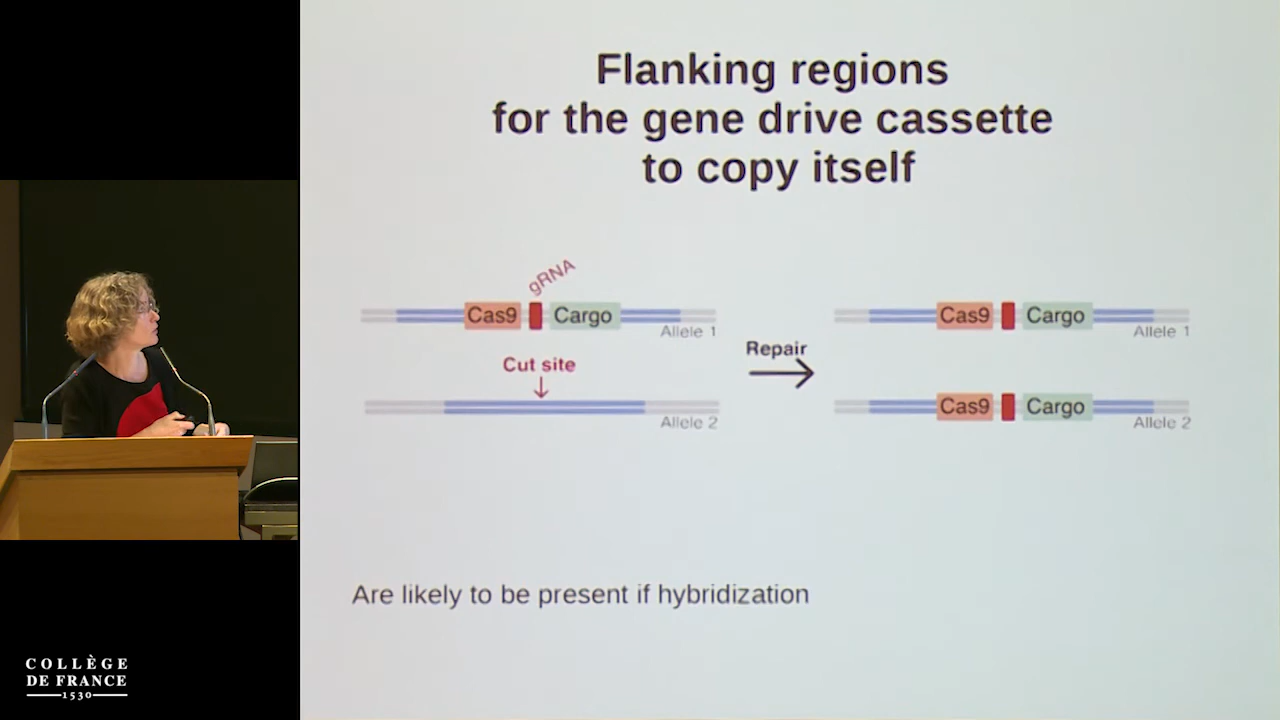 Flanking regions
for the gene drive cassette
to copy itself
gRNA
Cas9 Cargo
Allele 1
Cut site
Allele 2
Repair
Cas9 Cargo
Allele 1
Cas9 Cargo
Allele 2
Are likely to be present if hybridization
COLLÈGE
DE FRANCE
1530